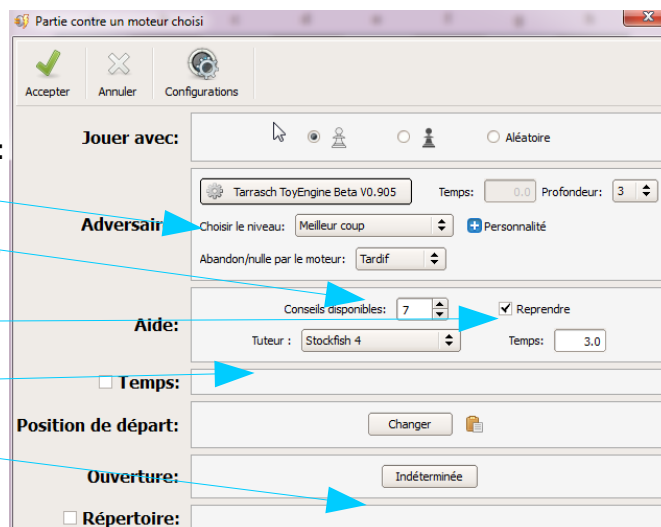 Partie contre un moteur choisi
Accepter Annuler Configurations
Jouer avec: Aléatoire
:
Tarrasch ToyEngine Beta V0.905 Temps: 0.0 Profondeur: 3
Adversair Choisir le niveau: Meilleur coup Personnalité
Abandon/nulle par le moteur: Tardif
Conseils disponibles: 7 Reprendre
Aide:
Tuteur : Stockfish 4 Temps: 3.0
Temps:
Position de départ: Changer
Ouverture: Indéterminée
Répertoire: